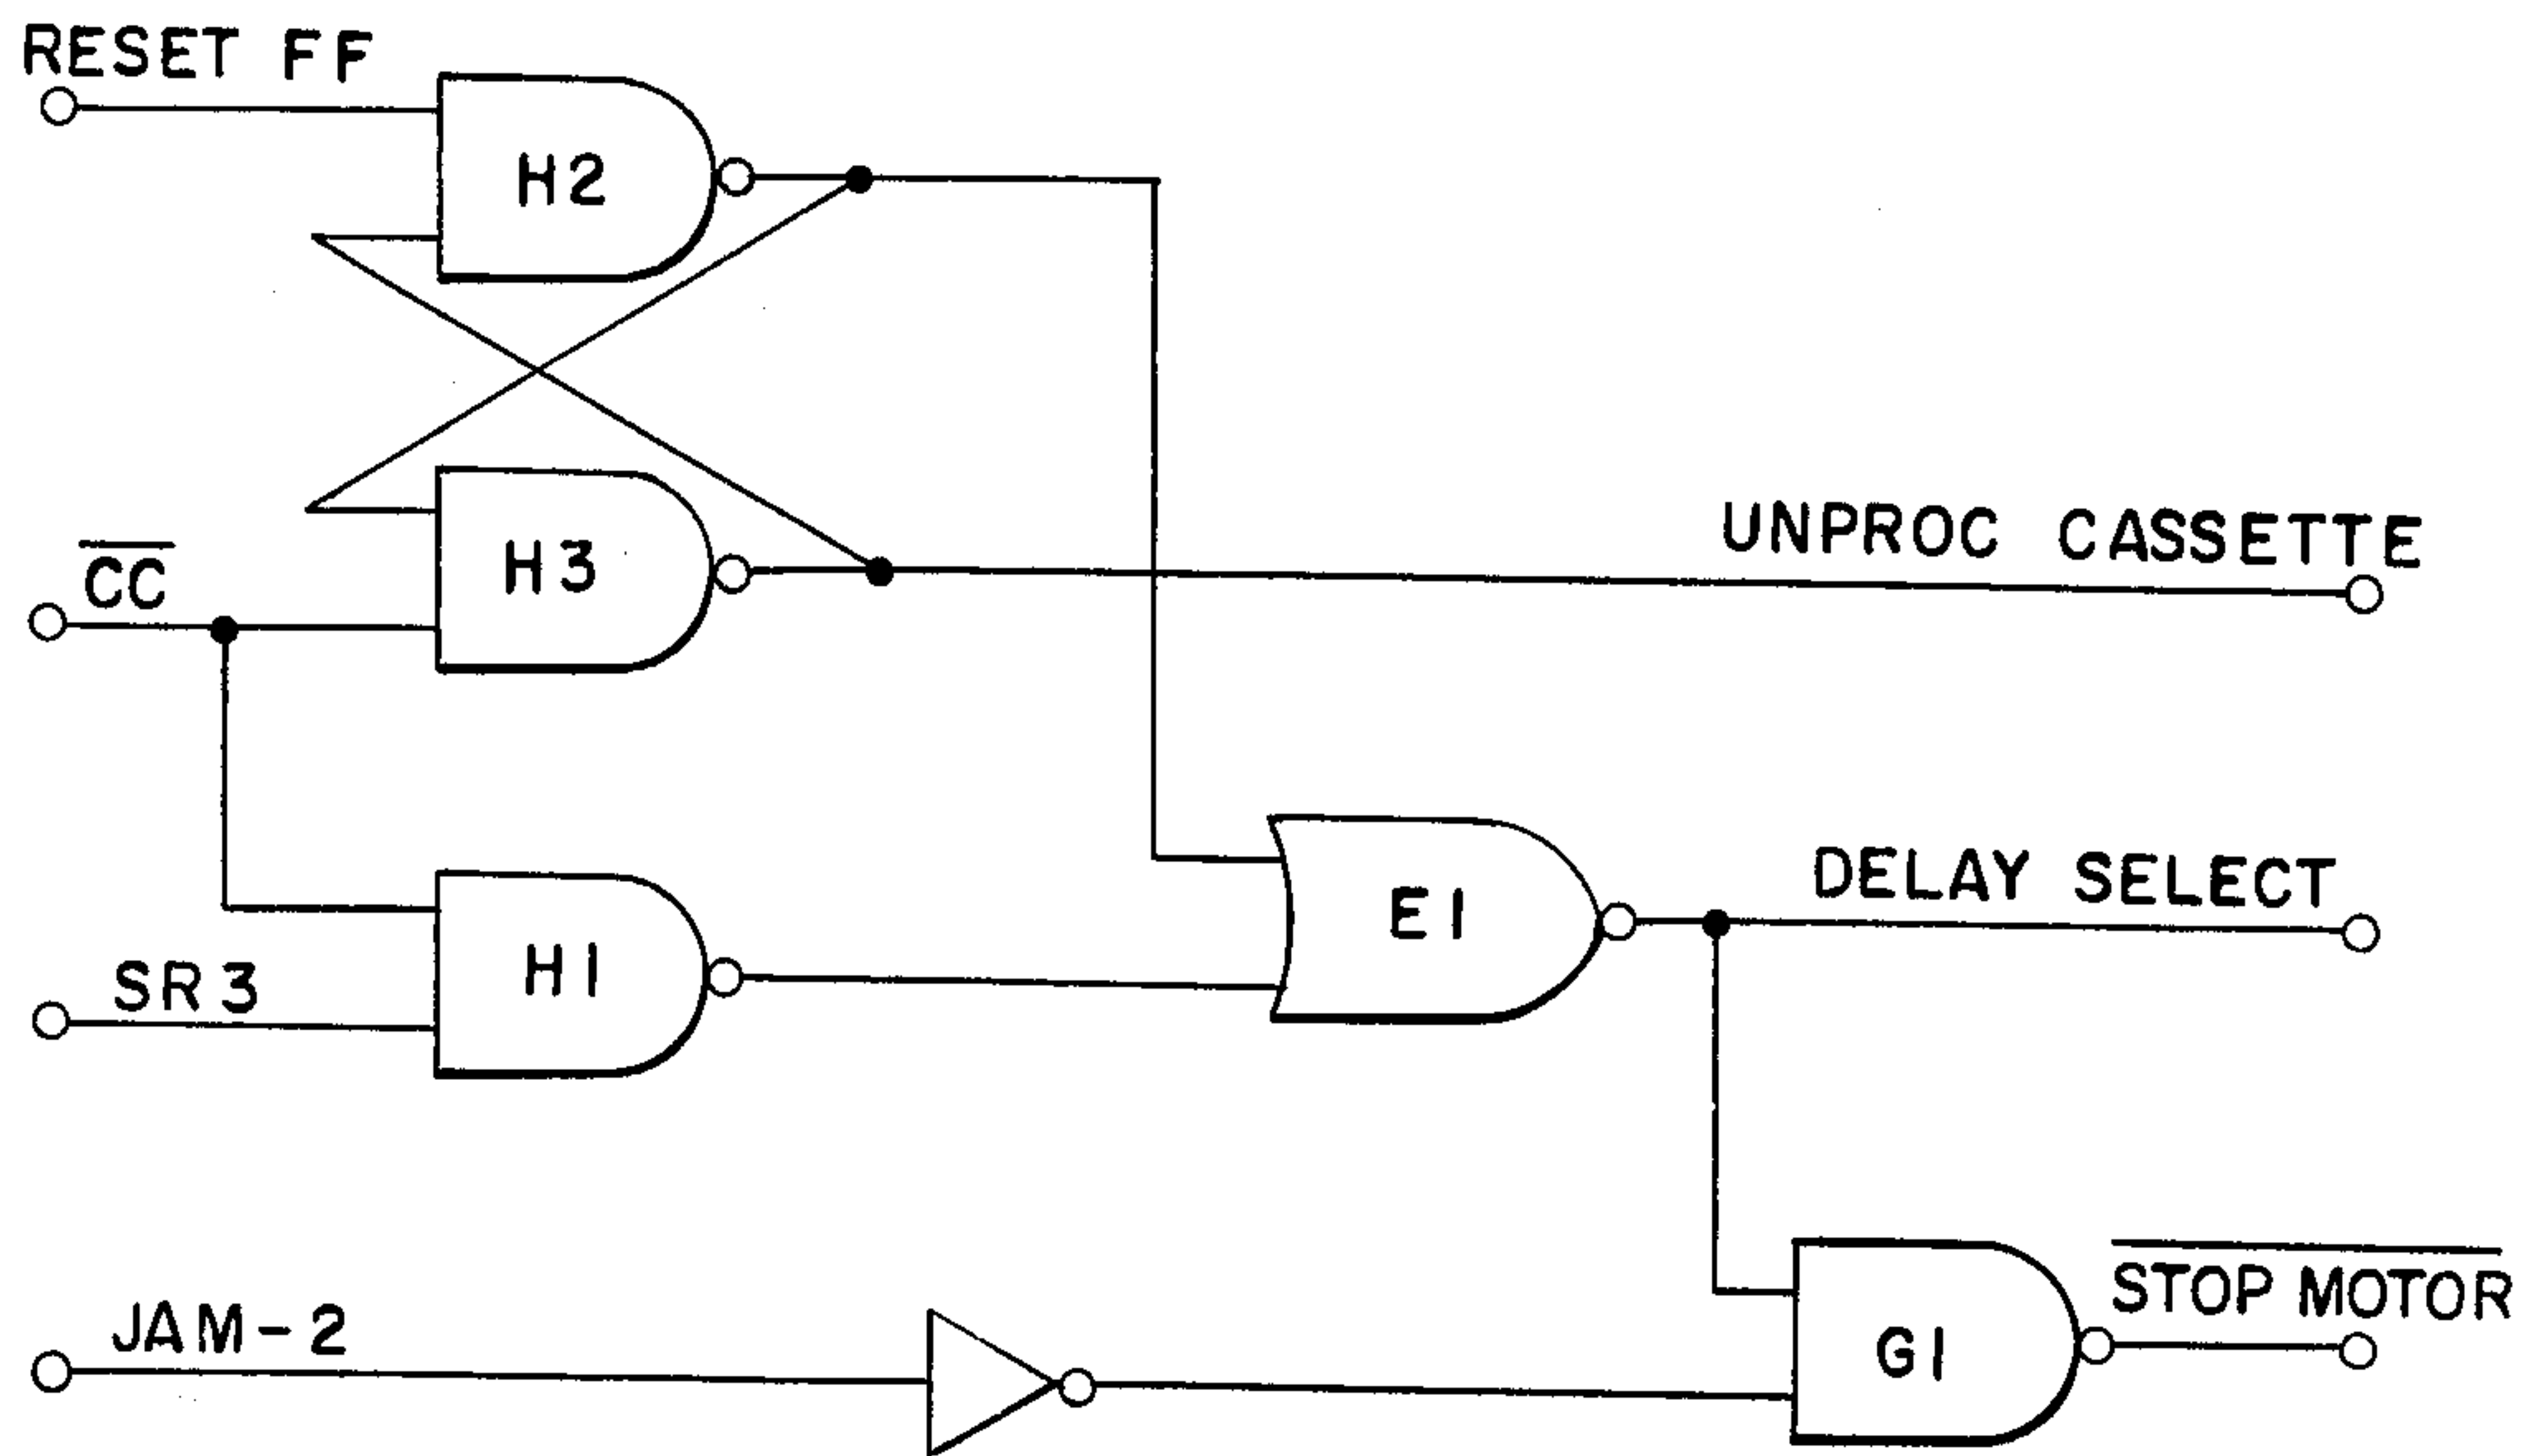 RESET FF
H2
H3
UNPROC CASSETTE
CC
H1
E1
DELAY SELECT
SR3
JAM-2
G1
STOP MOTOR